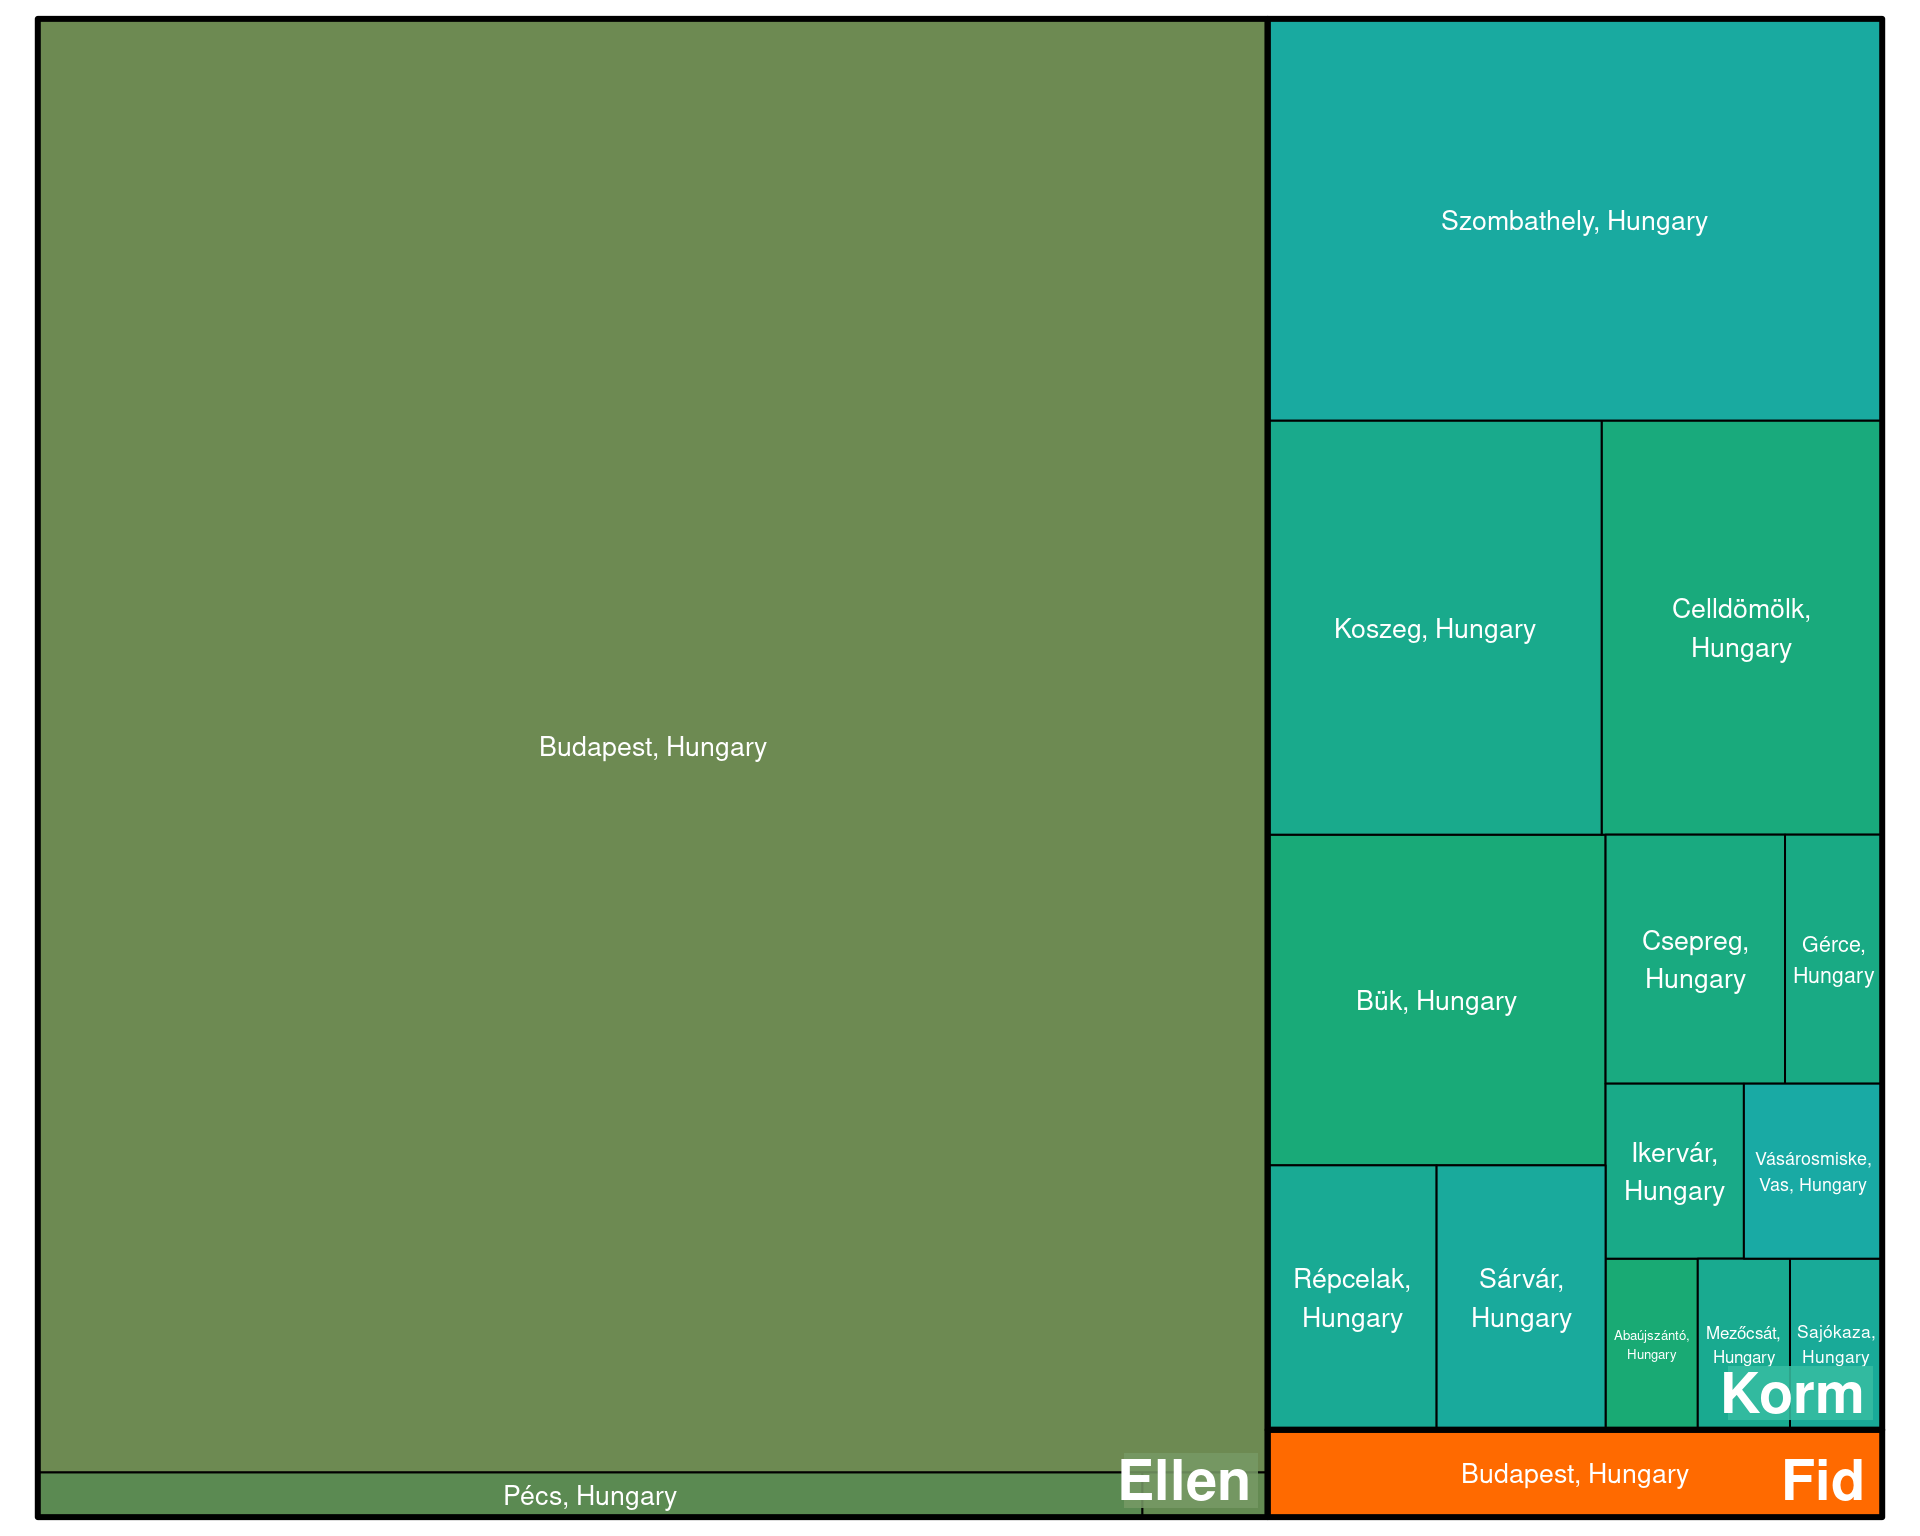 Budapest, Hungary
Pécs, Hungary
Ellen
Szombathely, Hungary
Koszeg, Hungary
Celldömölk,
Hungary
Bük, Hungary
Csepreg,
Hungary
Gérce,
Hungary
Ikervár,
Hungary
Vásárosmiske,
Vas, Hungary
Répcelak,
Hungary
Sárvár,
Hungary
Abaújszántó,
Hungary
Mezőcsát,
Hungary
Sajókaza,
Hungary
Korm
Budapest, Hungary
Fid